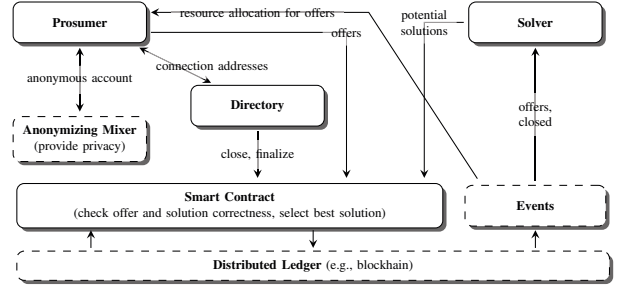 Prosumer
resource allocation for offers
potential
solutions
Solver
offers
connection addresses
anonymous account
Directory
offers,
closed
Anonymizing Mixer
(provide privacy)
close, finalize
Smart Contract
(check offer and solution correctness, select best solution)
Events
Distributed Ledger (e.g., blockhain)